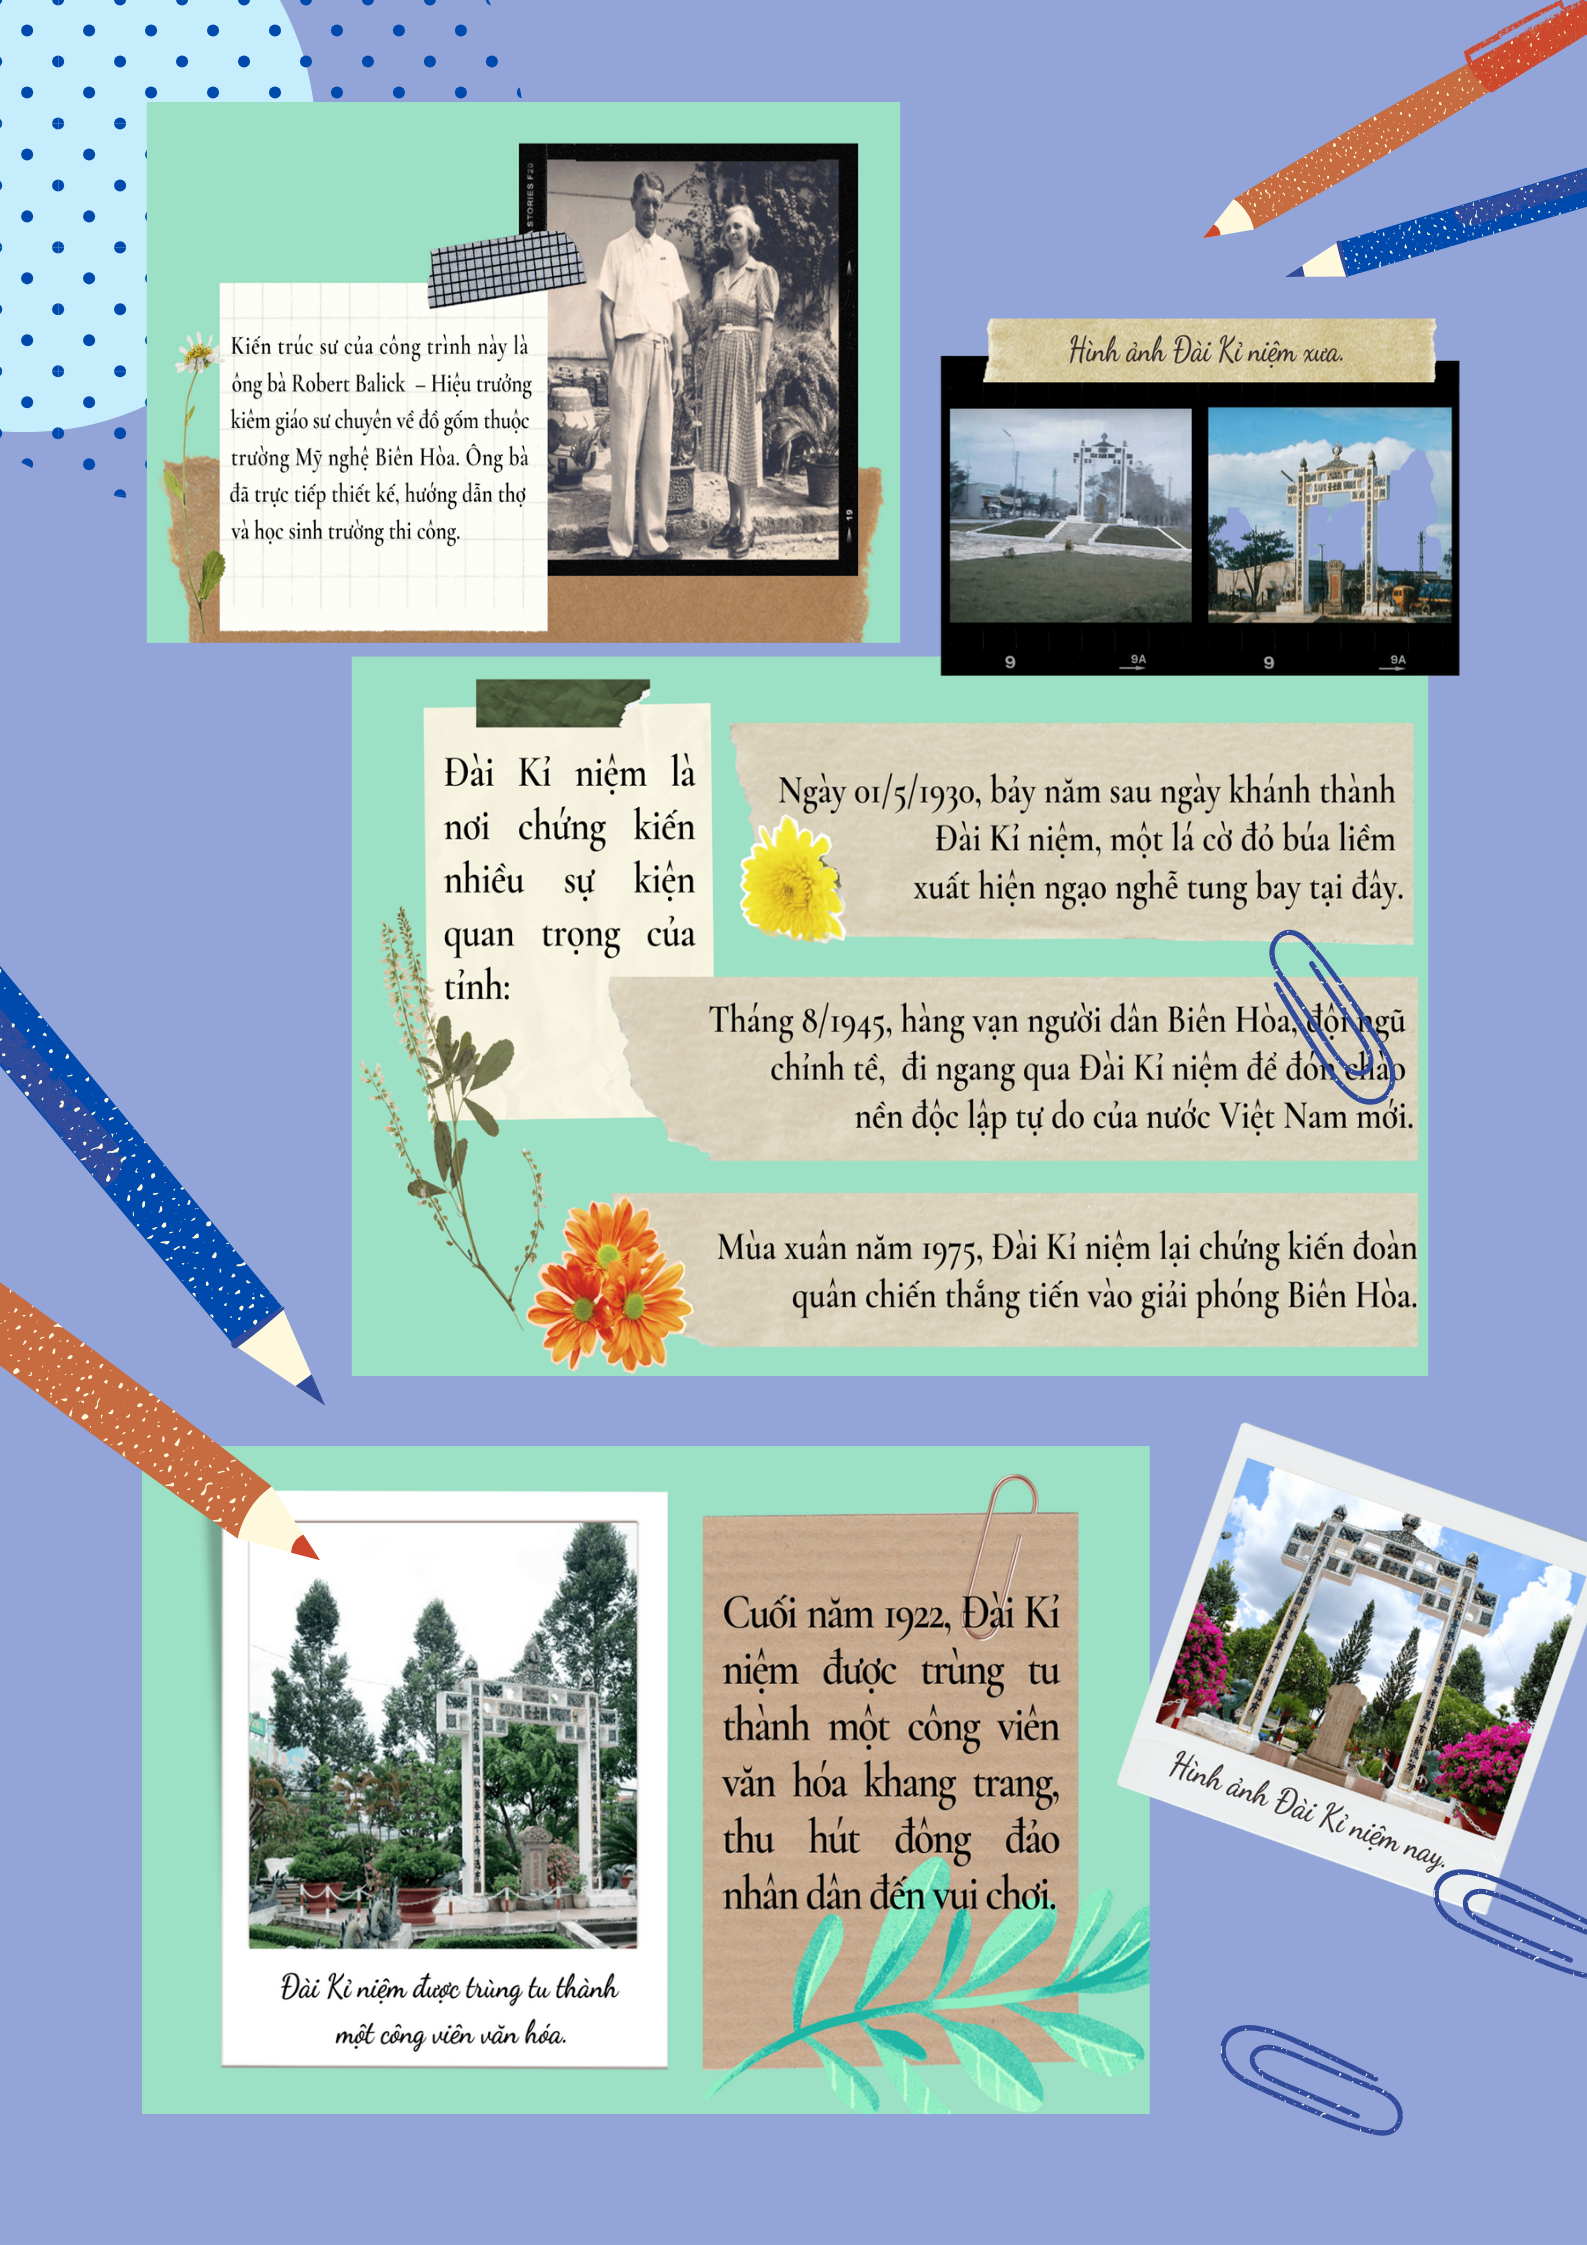 STORIES F20
19
Kiến trúc sư của công trình này là
ông bà Robert Balick – Hiệu trưởng
kiêm giáo sư chuyên về đồ gốm thuộc
trường Mỹ nghệ Biên Hòa. Ông bà
đã trực tiếp thiết kế, hướng dẫn thợ
và học sinh trường thi công.
Hình ảnh Đài Kỉ niệm xưa.
9 9A 9 9A
Đài Kỉ niệm là
nơi chứng kiến
nhiều sự kiện
quan trọng của
tỉnh:
Ngày 01/5/1930, bảy năm sau ngày khánh thành
Đài Kỉ niệm, một lá cờ đỏ búa liềm
xuất hiện ngạo nghễ tung bay tại đây.
Tháng 8/1945, hàng vạn người dân Biên Hòa, đội ngũ
chỉnh tề, đi ngang qua Đài Kỉ niệm để đón chào
nền độc lập tự do của nước Việt Nam mới.
Mùa xuân năm 1975, Đài Kỉ niệm lại chứng kiến đoàn
quân chiến thắng tiến vào giải phóng Biên Hòa.
Đài Kỉ niệm được trùng tu thành
một công viên văn hóa.
Cuối năm 1922, Đài Kỉ
niệm được trùng tu
thành một công viên
văn hóa khang trang,
thu hút đông đảo
nhân dân đến vui chơi.
Hình ảnh Đài Kỉ niệm nay.